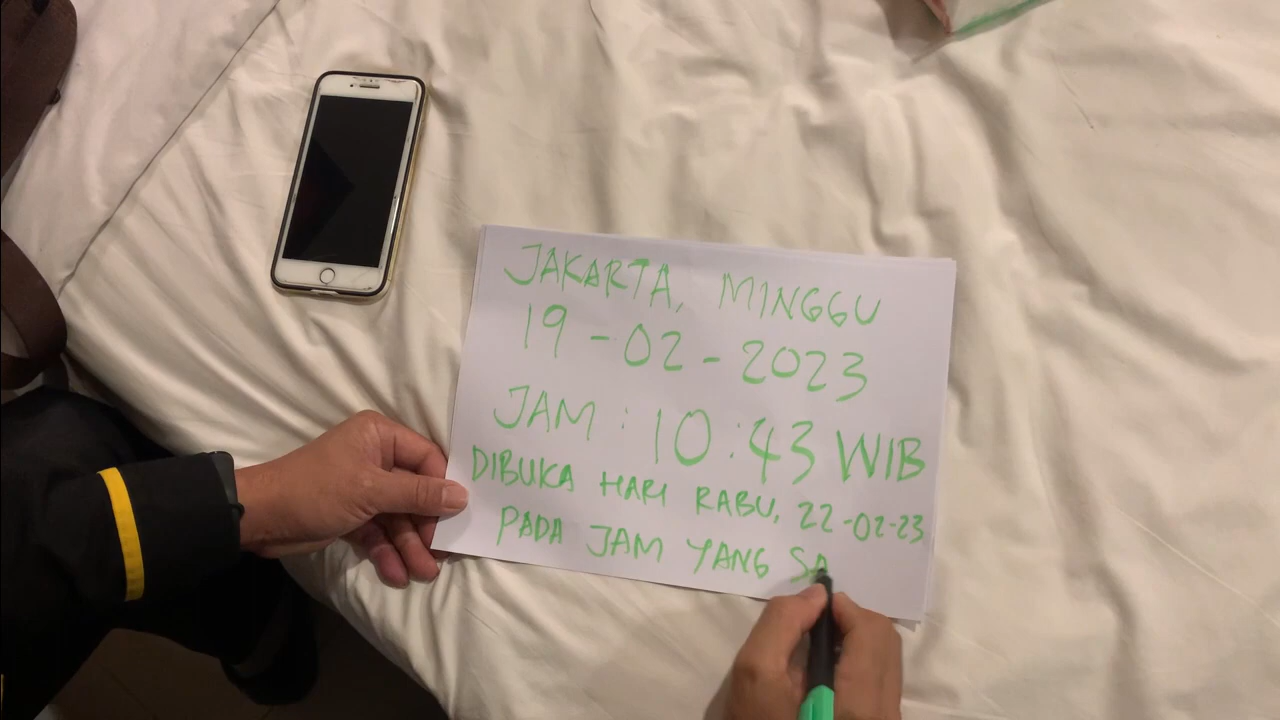 JAKARTA, MINGGU
19-02-2023
JAM : 10:43 WIB
DIBUKA HARI RABU, 22-02-23
PADA JAM YANG SA